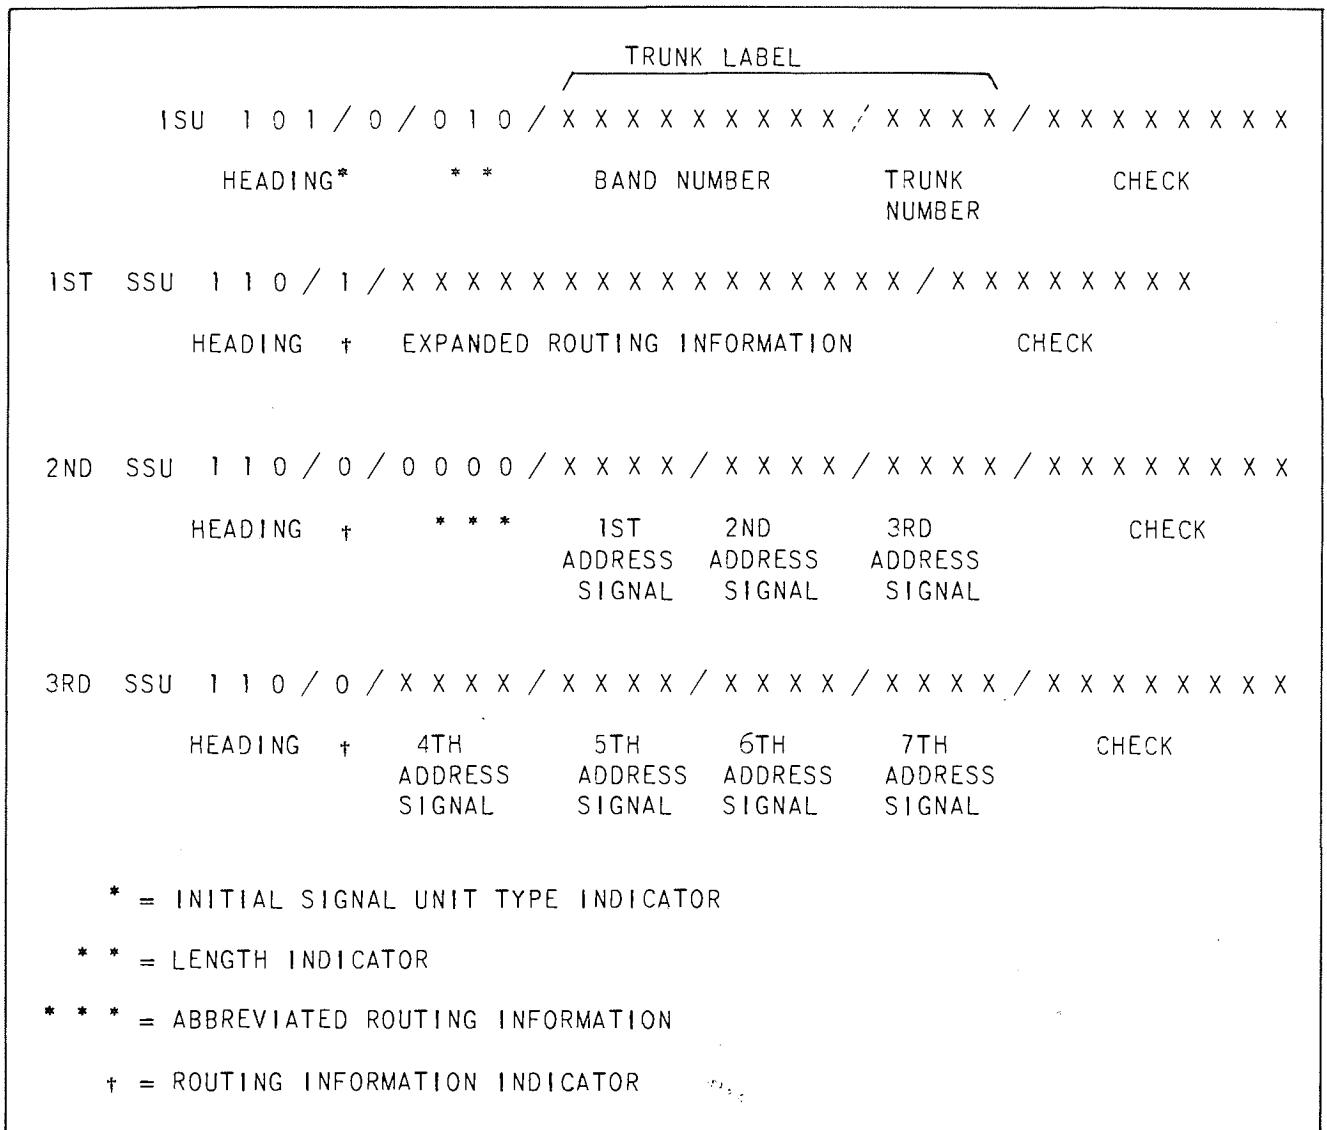 TRUNK LABEL
ISU 1 0 1 / 0 / 0 1 0 / X X X X X X X X X / X X X X / X X X X X X X X
HEADING* * * BAND NUMBER TRUNK NUMBER CHECK
1ST SSU 1 1 0 / 1 / X X X X X X X X X X X X X X X X / X X X X X X X X
HEADING † EXPANDED ROUTING INFORMATION CHECK
2ND SSU 1 1 0 / 0 / 0 0 0 0 / X X X X / X X X X / X X X X / X X X X X X X X
HEADING † * * * 1ST ADDRESS SIGNAL 2ND ADDRESS SIGNAL 3RD ADDRESS SIGNAL CHECK
3RD SSU 1 1 0 / 0 / X X X X / X X X X / X X X X / X X X X / X X X X X X X X
HEADING † 4TH ADDRESS SIGNAL 5TH ADDRESS SIGNAL 6TH ADDRESS SIGNAL 7TH ADDRESS SIGNAL CHECK
* = INITIAL SIGNAL UNIT TYPE INDICATOR
* * = LENGTH INDICATOR
* * * = ABBREVIATED ROUTING INFORMATION
† = ROUTING INFORMATION INDICATOR